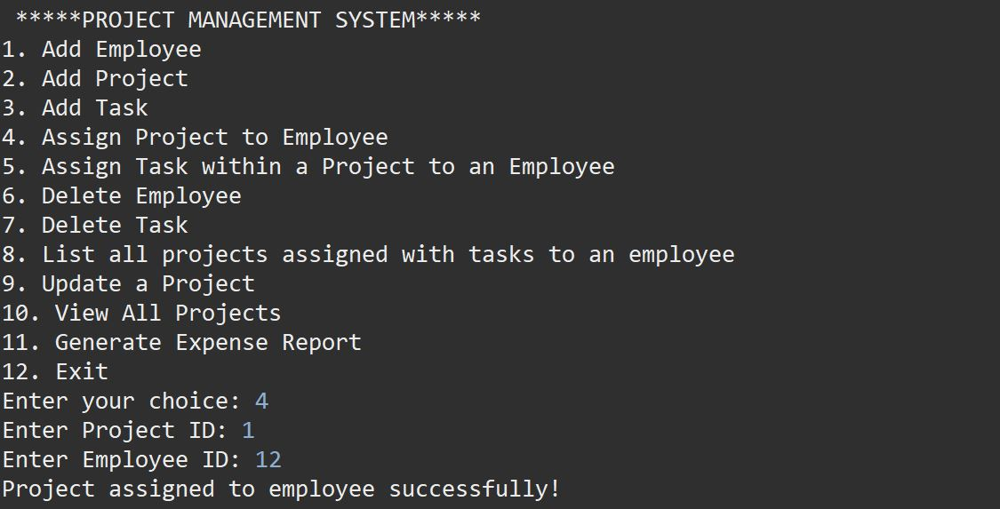 *****PROJECT MANAGEMENT SYSTEM*****
1. Add Employee
2. Add Project
3. Add Task
4. Assign Project to Employee
5. Assign Task within a Project to an Employee
6. Delete Employee
7. Delete Task
8. List all projects assigned with tasks to an employee
9. Update a Project
10. View All Projects
11. Generate Expense Report
12. Exit
Enter your choice: 4
Enter Project ID: 1
Enter Employee ID: 12
Project assigned to employee successfully!